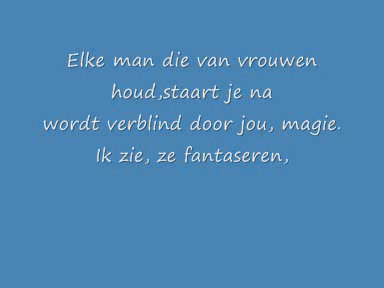 Elke man die van vrouwen
houd,staart je na
wordt verblind door jou, magie.
Ik zie, ze fantaseren,